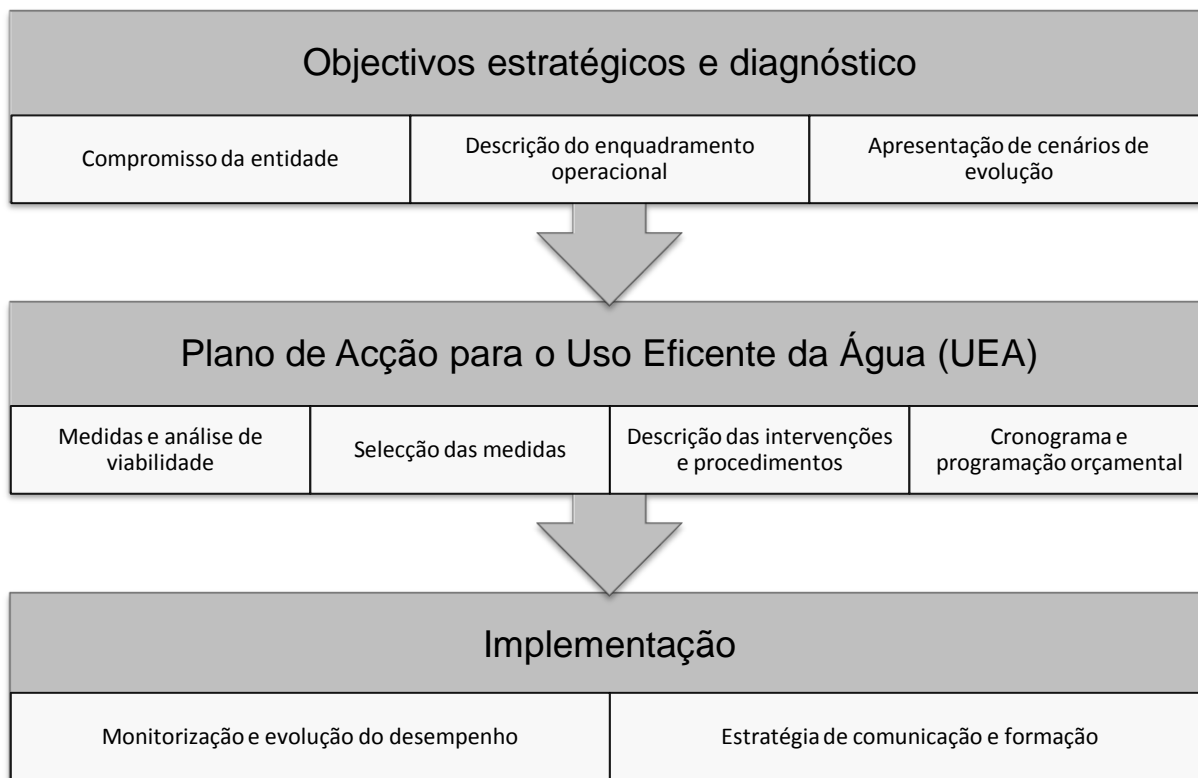 Objectivos estratégicos e diagnóstico
Compromisso da entidade
Descrição do enquadramento
operacional
Apresentação de cenários de
evolução
Plano de Acção para o Uso Eficente da Água (UEA)
Medidas e análise de
viabilidade
Selecção das medidas
Descrição das intervenções
e procedimentos
Cronograma e
programação orçamental
Implementação
Monitorização e evolução do desempenho
Estratégia de comunicação e formação